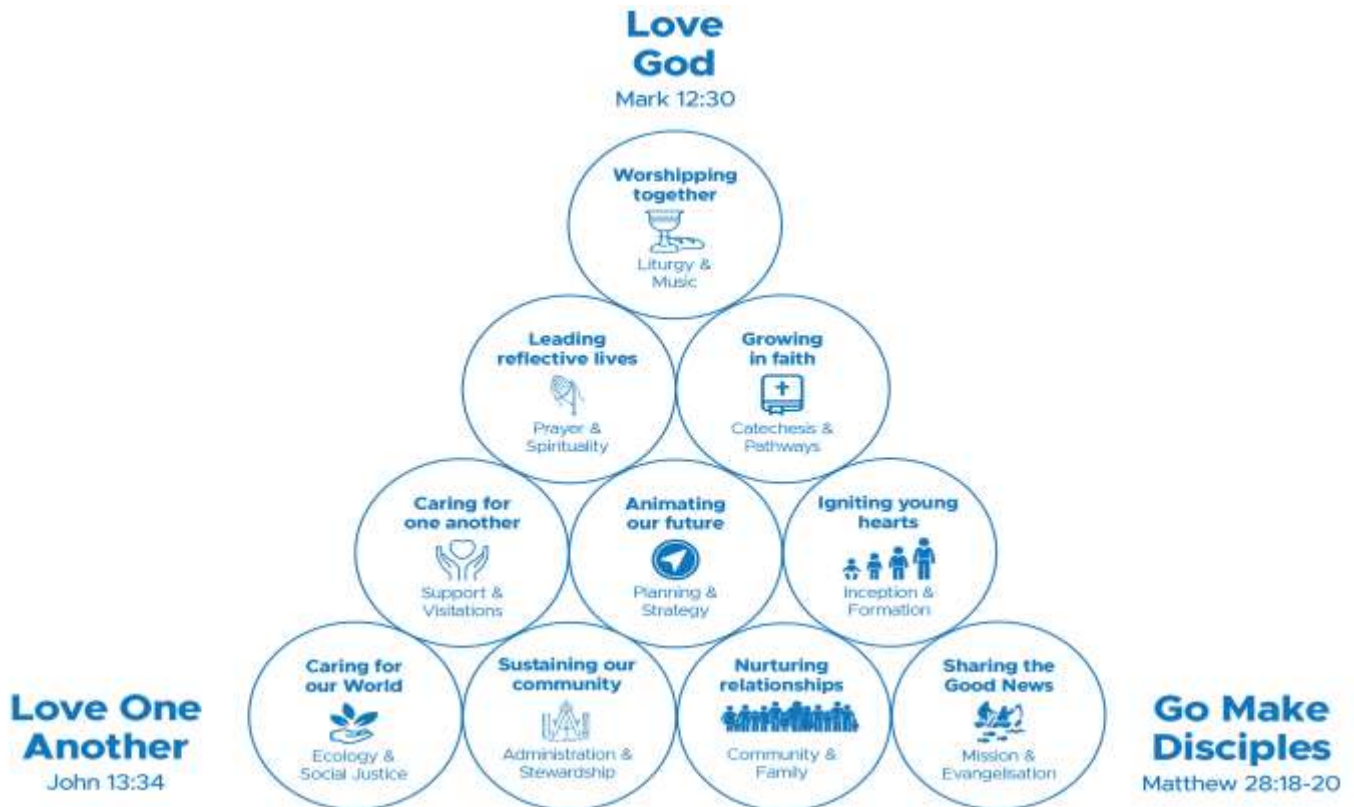 Love
God
Mark 12:30
Worshipping
together
Liturgy &
Music
Leading
reflective lives
Prayer &
Spirituality
Growing
in faith
Catechesis &
Pathways
Caring for
one another
Support &
Visitations
Animating
our future
Planning &
Strategy
Igniting young
hearts
Inception &
Formation
Caring for
our World
Ecology &
Social Justice
Sustaining our
community
Administration &
Stewardship
Nurturing
relationships
Community &
Family
Sharing the
Good News
Mission &
Evangelisation
Love One
Another
John 13:34
Go Make
Disciples
Matthew 28:18-20